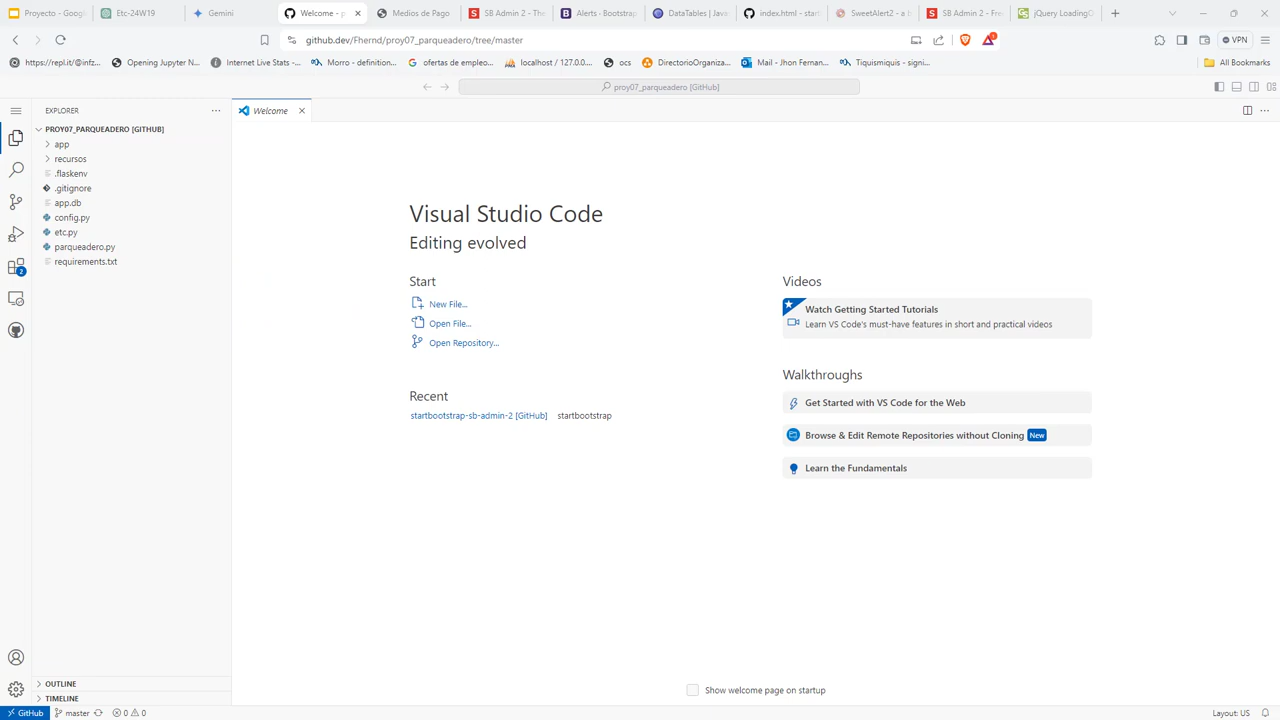 Proyecto - Googl
Etc-24W19
Gemini
Welcome - p
Medios de Pago
SB Admin 2 - The
Alerts · Bootstrap
DataTables | Java
index.html - start
SweetAlert2 - a b
SB Admin 2 - Fre
jQuery LoadingO
github.dev/Fhernd/proy07_parqueadero/tree/master
VPN
https://repl.it/@infz...
Opening Jupyter N...
Internet Live Stats -...
Morro - definition...
ofertas de empleo...
localhost / 127.0.0....
ocs
DirectorioOrganiza...
Mail - Jhon Fernan...
Tiquismiquis - signi...
All Bookmarks
proy07_parqueadero [GitHub]
EXPLORER
Welcome
PROY07_PARQUEADERO [GITHUB]
app
recursos
.flaskenv
.gitignore
app.db
config.py
etc.py
parqueadero.py
requirements.txt
Visual Studio Code
Editing evolved
Start
New File...
Open File...
Open Repository...
Recent
startbootstrap-sb-admin-2 [GitHub] startbootstrap
Videos
Watch Getting Started Tutorials
Learn VS Code's must-have features in short and practical videos
Walkthroughs
Get Started with VS Code for the Web
Browse & Edit Remote Repositories without Cloning New
Learn the Fundamentals
2
OUTLINE
TIMELINE
Show welcome page on startup
GitHub
master
0 0
Layout: US